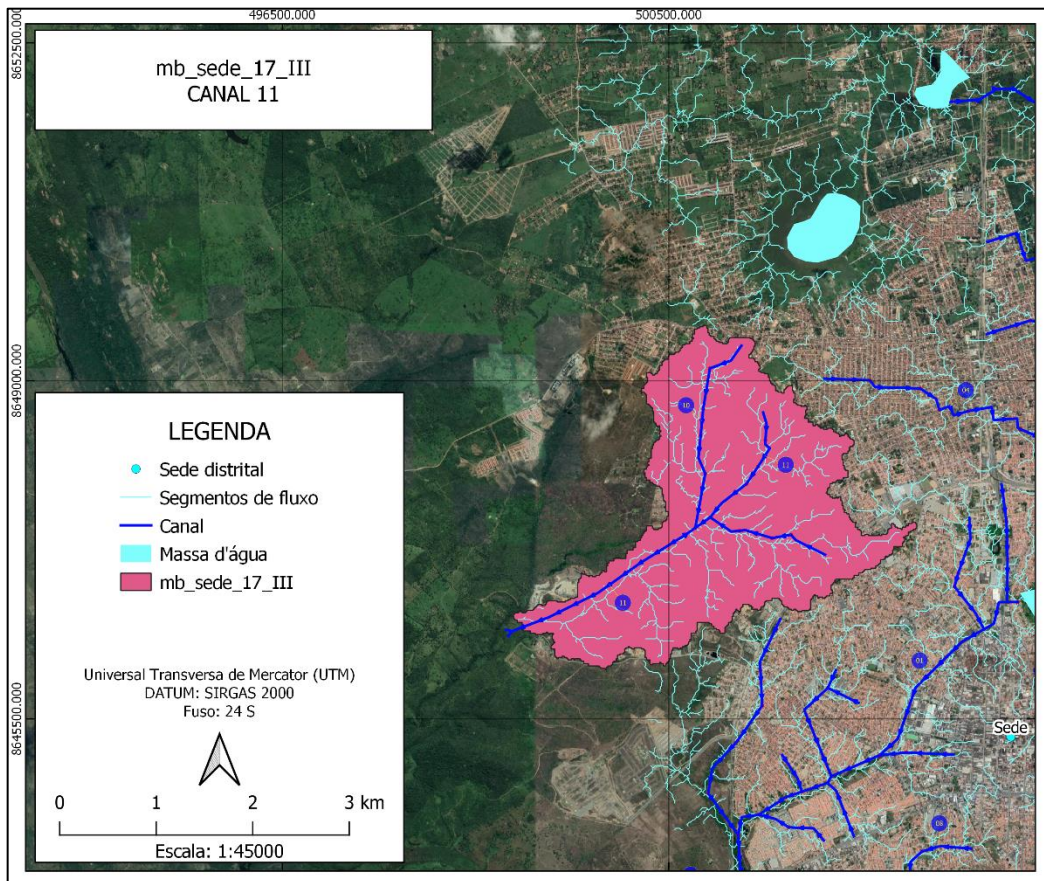 496500.000
500500.000
8652500.000
mb_sede_17_III
CANAL 11
8649000.000
04
10
11
LEGENDA
Sede distrital
Segmentos de fluxo
Canal
Massa d'água
mb_sede_17_III
11
01
Universal Transversa de Mercator (UTM)
DATUM: SIRGAS 2000
Fuso: 24 S
8645500.000
Sede
0 1 2 3 km
Escala: 1:45000